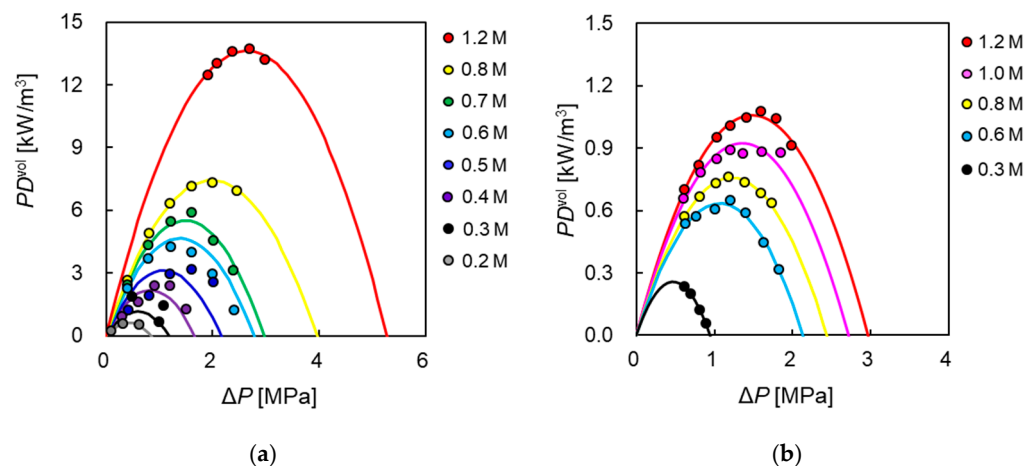 15
12
9
6
3
0
PDᵛᵒˡ [kW/m³]
0 2 4 6
ΔP [MPa]
1.2 M
0.8 M
0.7 M
0.6 M
0.5 M
0.4 M
0.3 M
0.2 M
(a)
1.5
1.2
0.9
0.6
0.3
0.0
PDᵛᵒˡ [kW/m³]
0 1 2 3 4
ΔP [MPa]
1.2 M
1.0 M
0.8 M
0.6 M
0.3 M
(b)